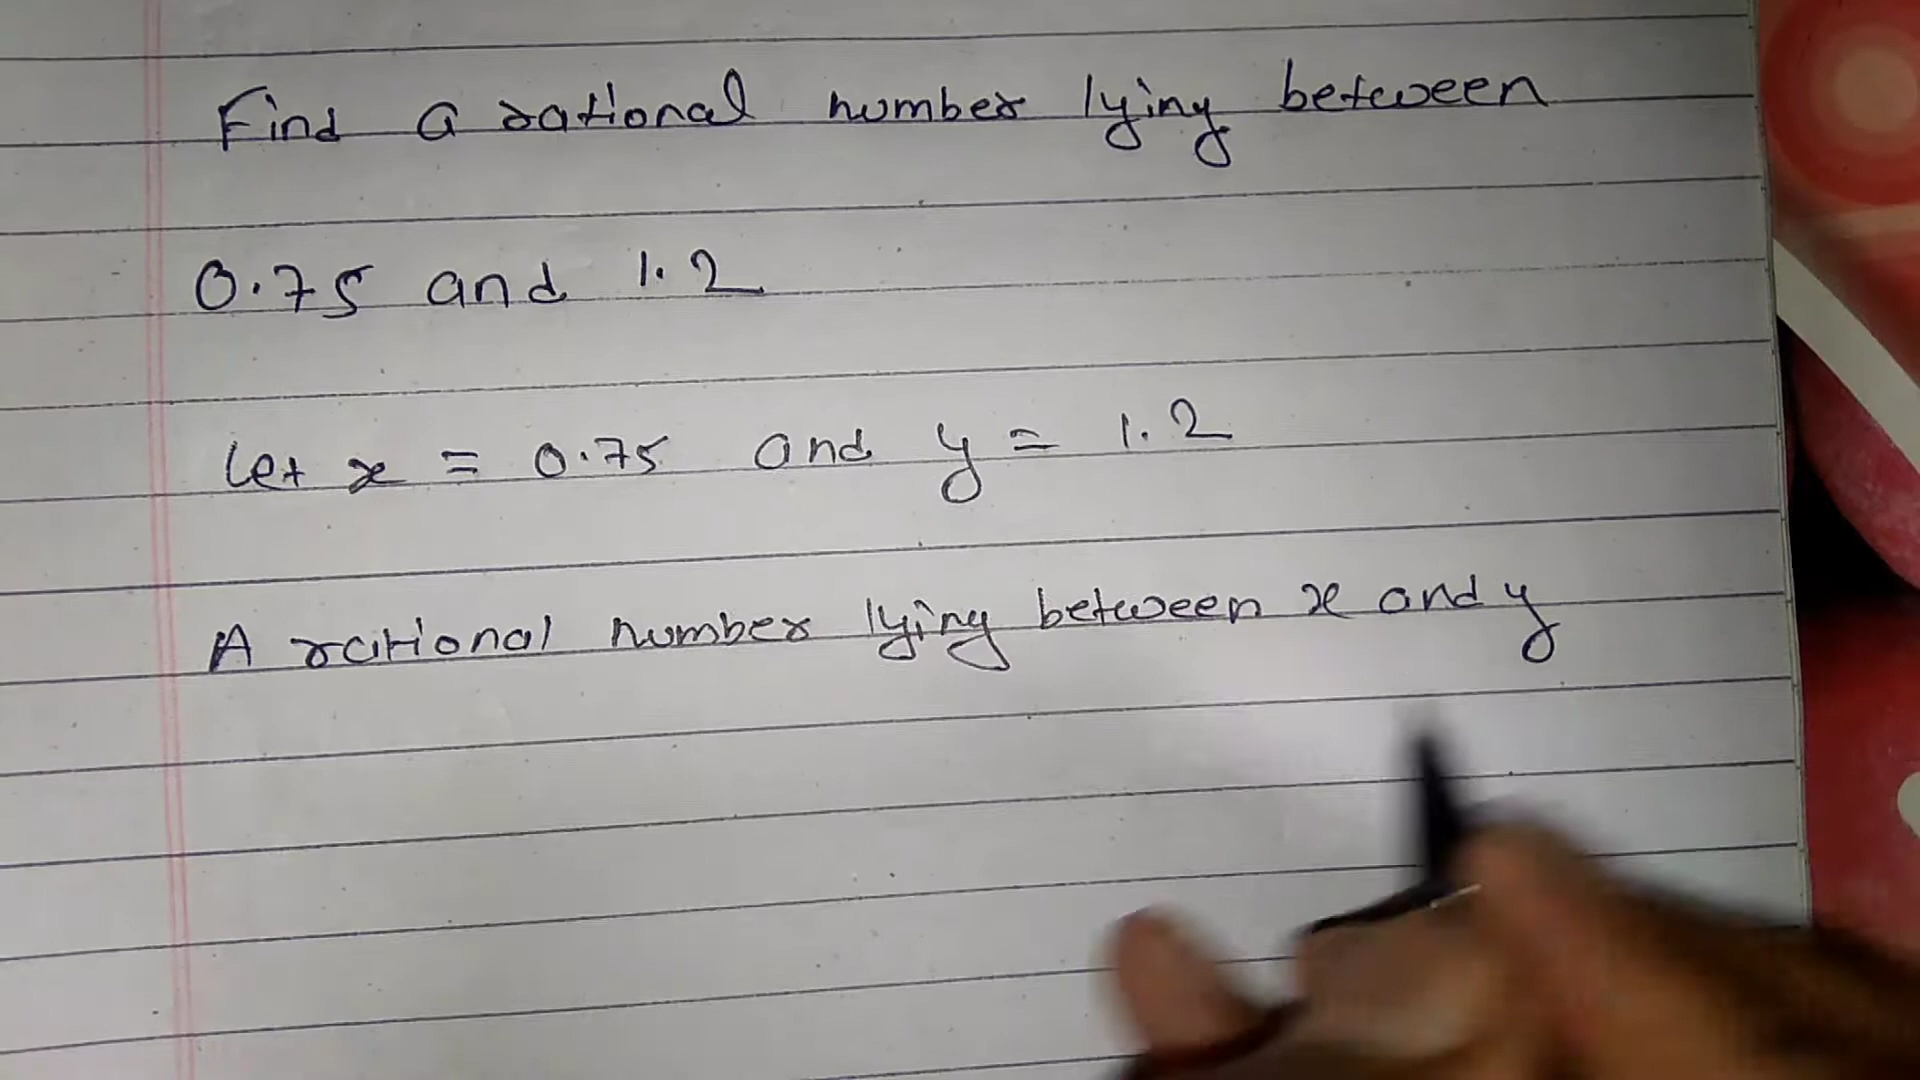 Find a rational number lying between
0.75 and 1.2
Let x = 0.75 and y = 1.2
A rational number lying between x and y